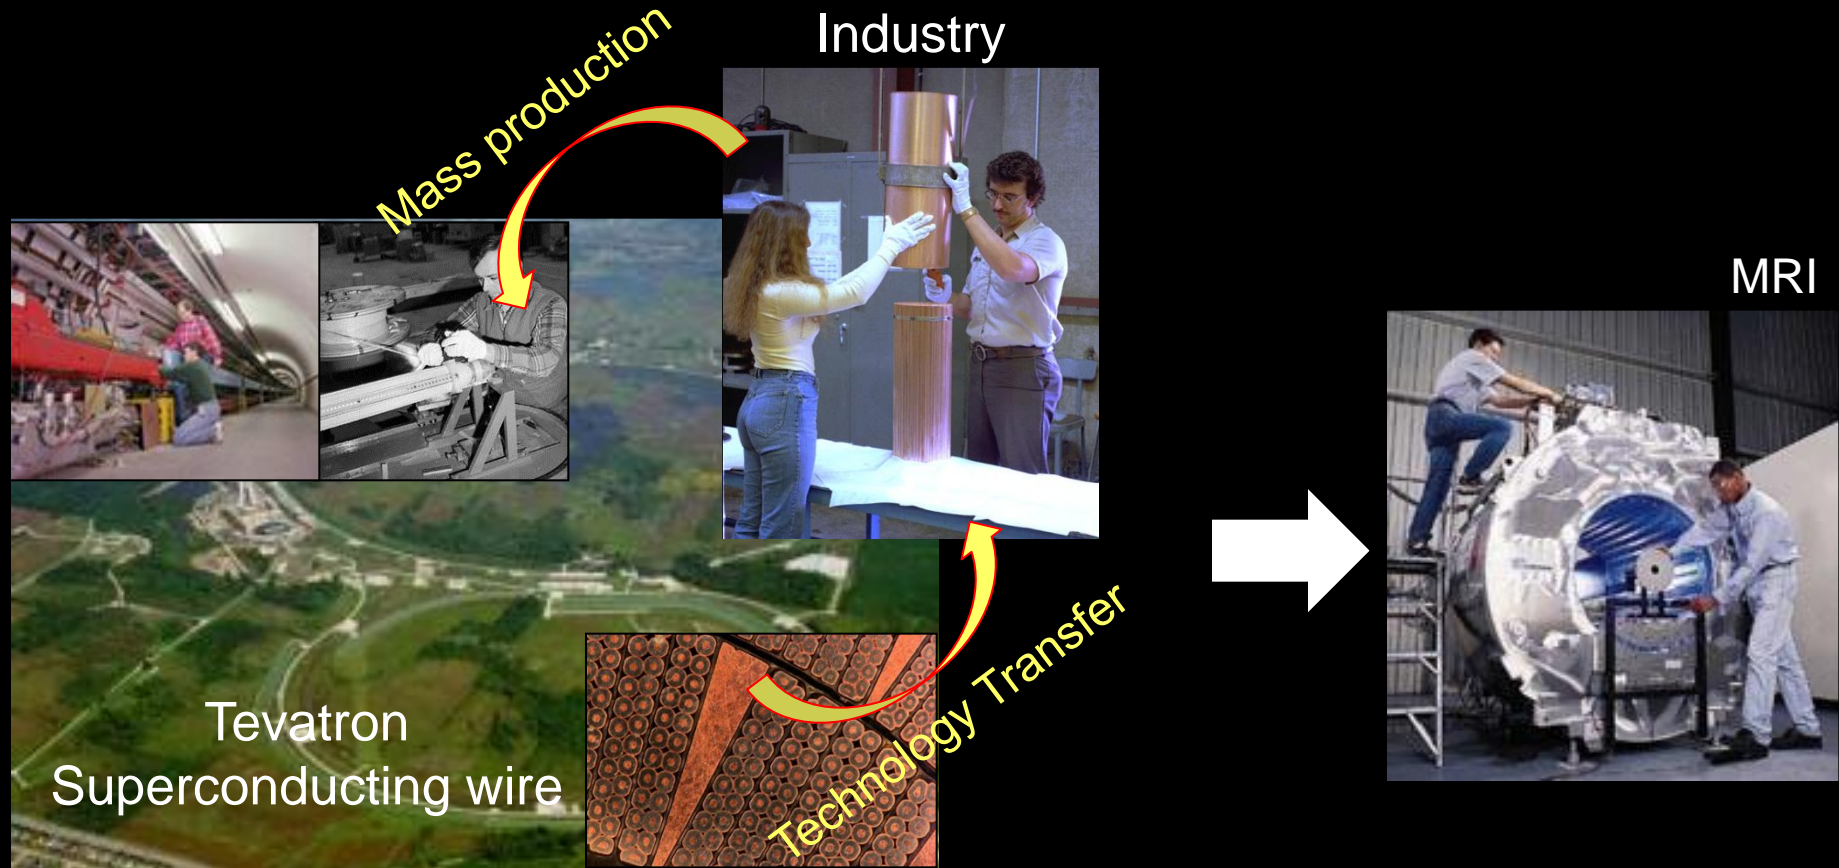 Industry
Mass production
MRI
Technology Transfer
Tevatron
Superconducting wire